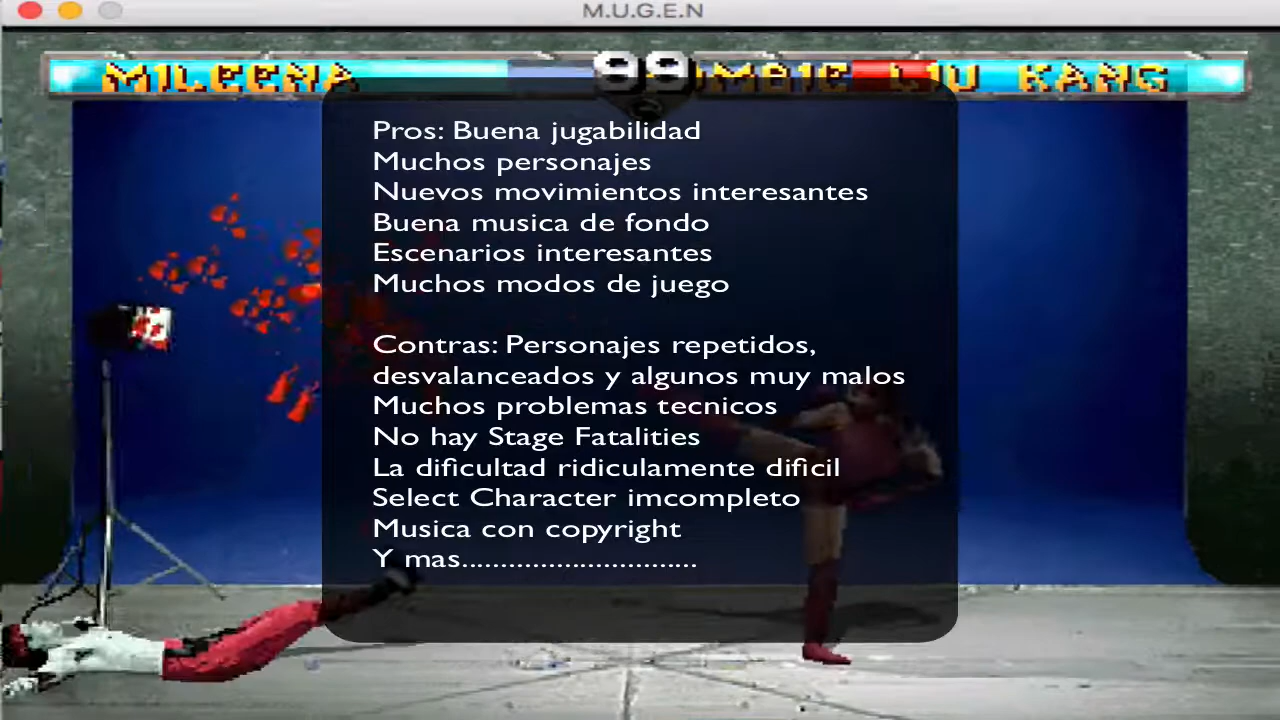 M.U.G.E.N
MILEENA 99 LIU KANG
Pros: Buena jugabilidad
Muchos personajes
Nuevos movimientos interesantes
Buena musica de fondo
Escenarios interesantes
Muchos modos de juego
Contras: Personajes repetidos,
desvalanceados y algunos muy malos
Muchos problemas tecnicos
No hay Stage Fatalities
La dificultad ridiculamente dificil
Select Character imcompleto
Musica con copyright
Y mas..............................